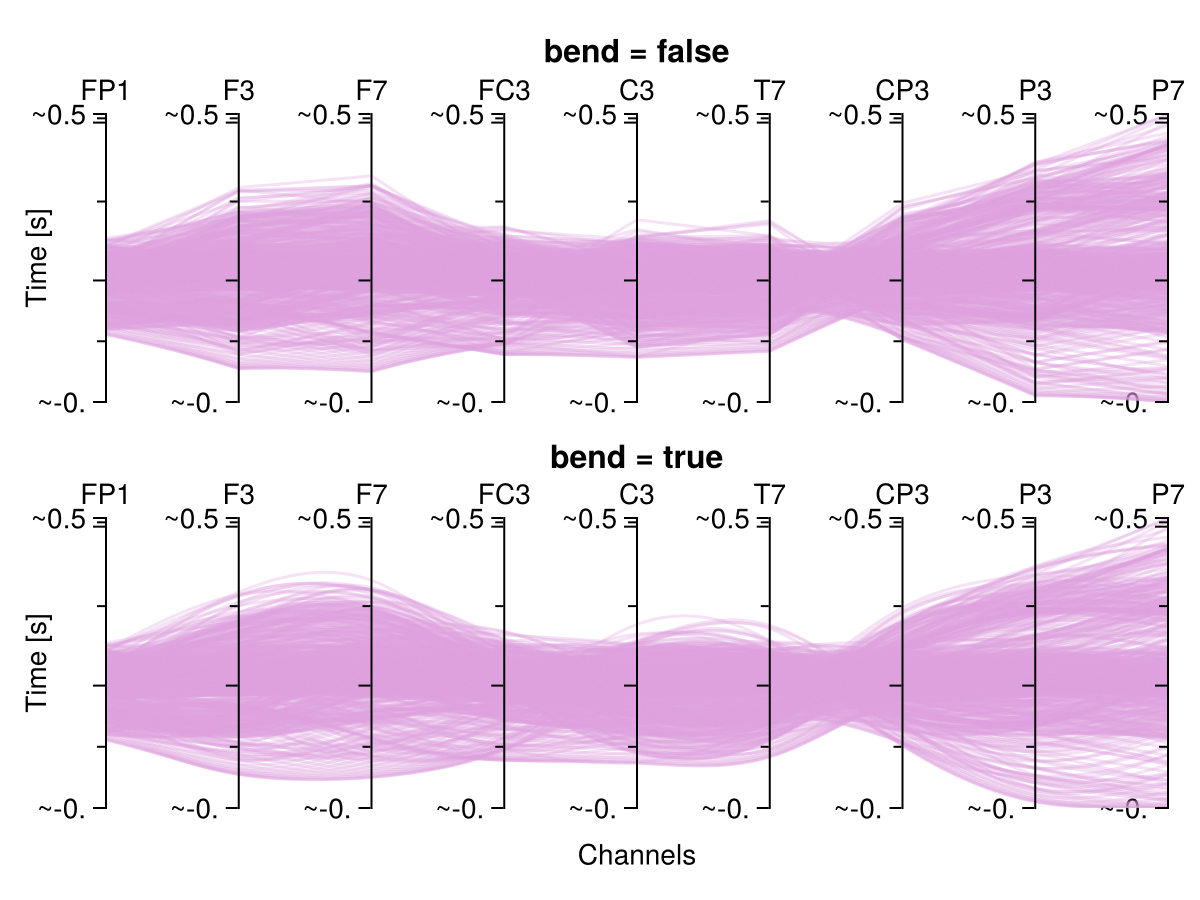 bend = false
FP1 F3 F7 FC3 C3 T7 CP3 P3 P7
~0.5 ~0.5 ~0.5 ~0.5 ~0.5 ~0.5 ~0.5 ~0.5 ~0.5
Time [s]
~-0. ~-0. ~-0. ~-0. ~-0. ~-0. ~-0. ~-0. ~-0.
bend = true
FP1 F3 F7 FC3 C3 T7 CP3 P3 P7
~0.5 ~0.5 ~0.5 ~0.5 ~0.5 ~0.5 ~0.5 ~0.5 ~0.5
Time [s]
~-0. ~-0. ~-0. ~-0. ~-0. ~-0. ~-0. ~-0. ~-0.
Channels